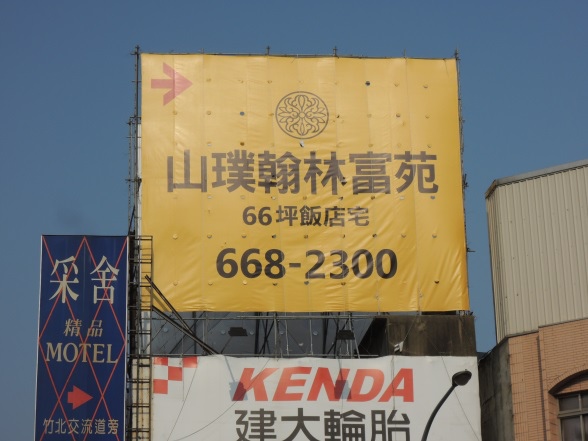 山璞翰林富苑
66坪飯店宅
668-2300
采舍
精品
MOTEL
竹北交流道旁
KENDA
建大輪胎